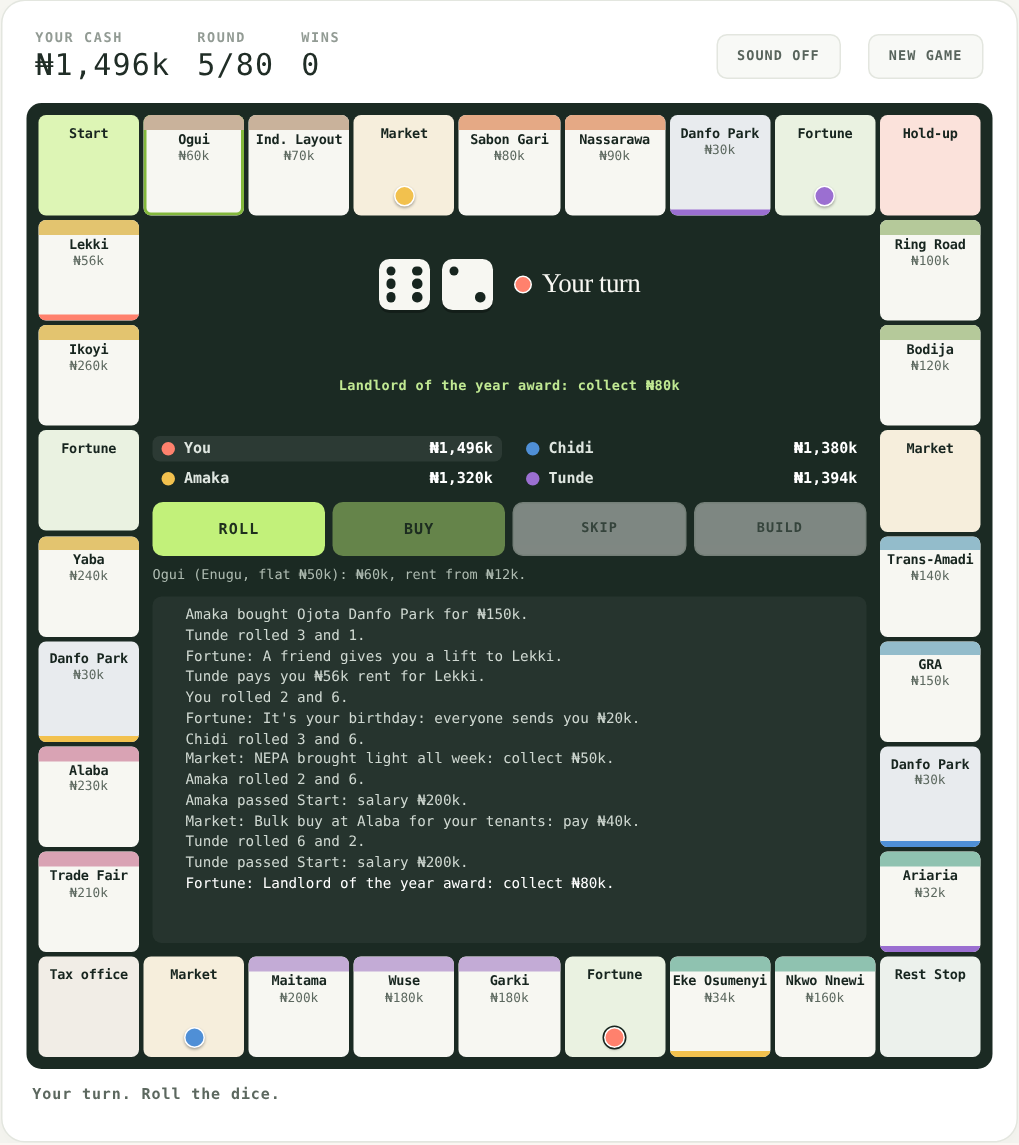 YOUR CASH ROUND WINS
₦1,496k 5/80 0
SOUND OFF NEW GAME
Start
Ogui
₦60k
Ind. Layout
₦70k
Market
Sabon Gari
₦80k
Nassarawa
₦90k
Danfo Park
₦30k
Fortune
Hold-up
Lekki
₦56k
Ring Road
₦100k
Your turn
Ikoyi
₦260k
Bodija
₦120k
Landlord of the year award: collect ₦80k
Fortune
Market
You ₦1,496k Chidi ₦1,380k
Amaka ₦1,320k Tunde ₦1,394k
ROLL BUY SKIP BUILD
Ogui (Enugu, flat ₦50k): ₦60k, rent from ₦12k.
Yaba
₦240k
Trans-Amadi
₦140k
Amaka bought Ojota Danfo Park for ₦150k.
Tunde rolled 3 and 1.
Fortune: A friend gives you a lift to Lekki.
Tunde pays you ₦56k rent for Lekki.
You rolled 2 and 6.
Fortune: It's your birthday: everyone sends you ₦20k.
Chidi rolled 3 and 6.
Market: NEPA brought light all week: collect ₦50k.
Amaka rolled 2 and 6.
Amaka passed Start: salary ₦200k.
Market: Bulk buy at Alaba for your tenants: pay ₦40k.
Tunde rolled 6 and 2.
Tunde passed Start: salary ₦200k.
Fortune: Landlord of the year award: collect ₦80k.
Danfo Park
₦30k
GRA
₦150k
Alaba
₦230k
Danfo Park
₦30k
Trade Fair
₦210k
Ariaria
₦32k
Tax office
Market
Maitama
₦200k
Wuse
₦180k
Garki
₦180k
Fortune
Eke Osumenyi
₦34k
Nkwo Nnewi
₦160k
Rest Stop
Your turn. Roll the dice.